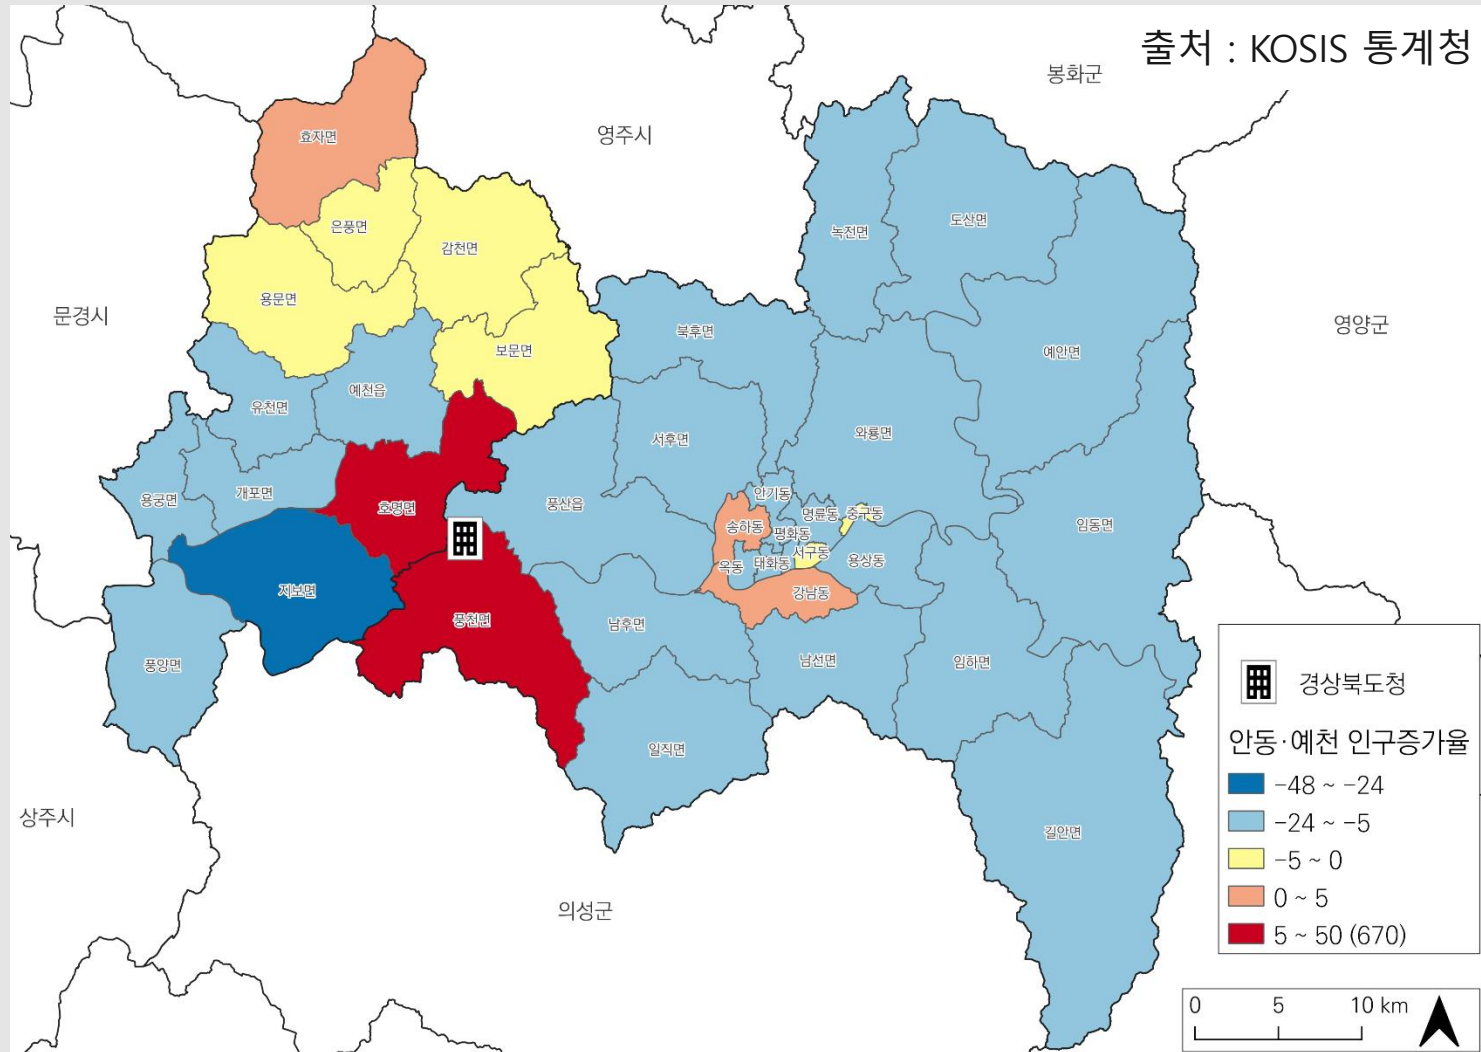 출처 : KOSIS 통계청
봉화군
영주시
효자면
은풍면
녹전면
도산면
감천면
용문면
문경시
영양군
북후면
예안면
보문면
예천읍
유천면
와룡면
서후면
용궁면
개포면
호명면
풍산읍
안기동
명륜동
중구동
송하동
평화동
서구동
옥동
태화동
용상동
임동면
지보면
강남동
풍천면
남후면
풍양면
남선면
임하면
일직면
길안면
상주시
의성군
경상북도청
안동·예천 인구증가율
-48 ~ -24
-24 ~ -5
-5 ~ 0
0 ~ 5
5 ~ 50 (670)
0 5 10 km